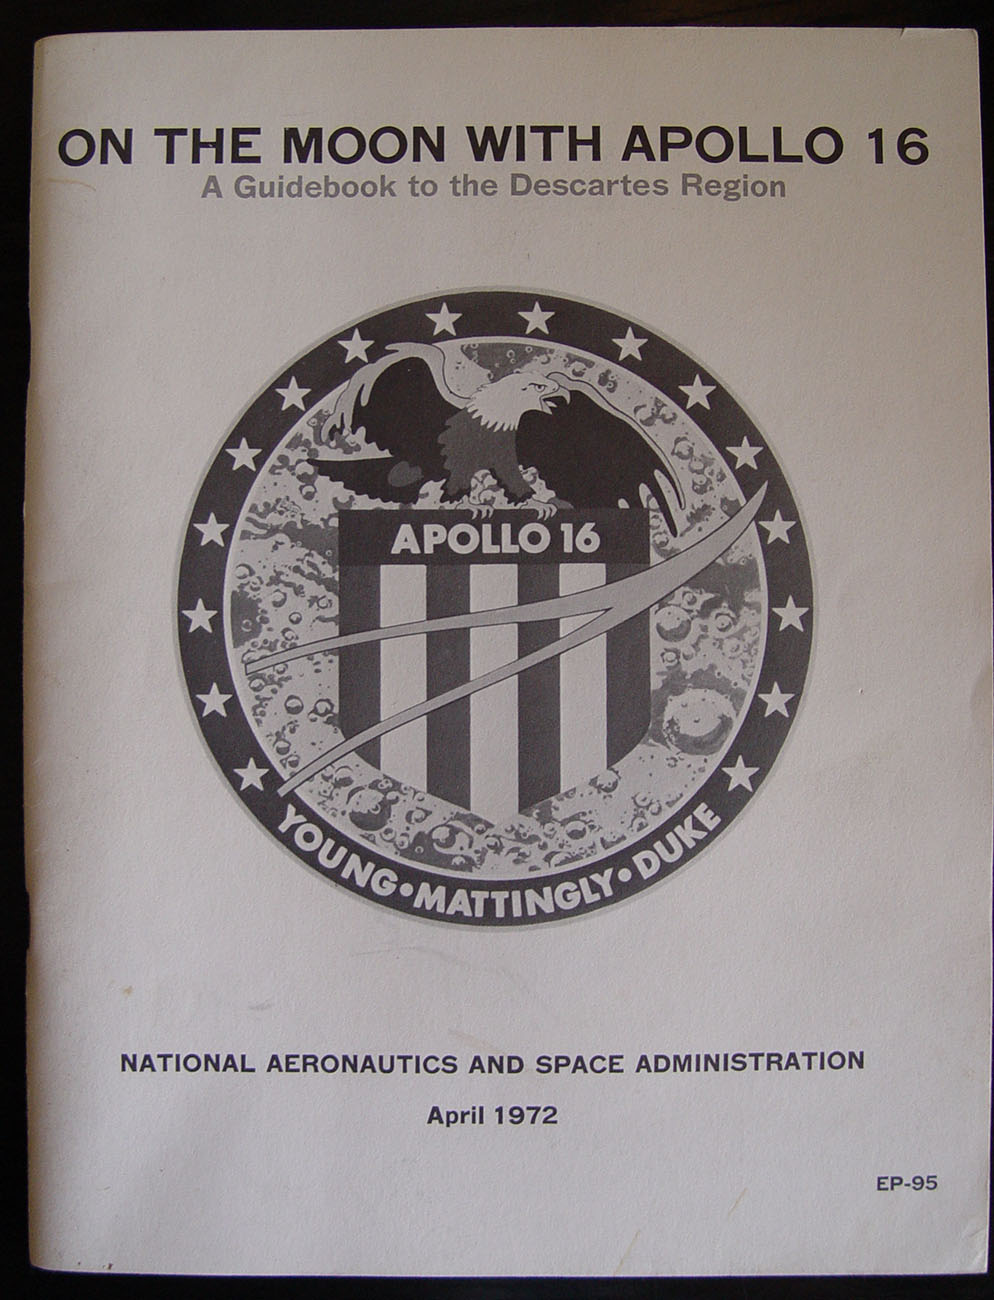 ON THE MOON WITH APOLLO 16
A Guidebook to the Descartes Region
APOLLO 16
YOUNG•MATTINGLY•DUKE
NATIONAL AERONAUTICS AND SPACE ADMINISTRATION
April 1972
EP-95